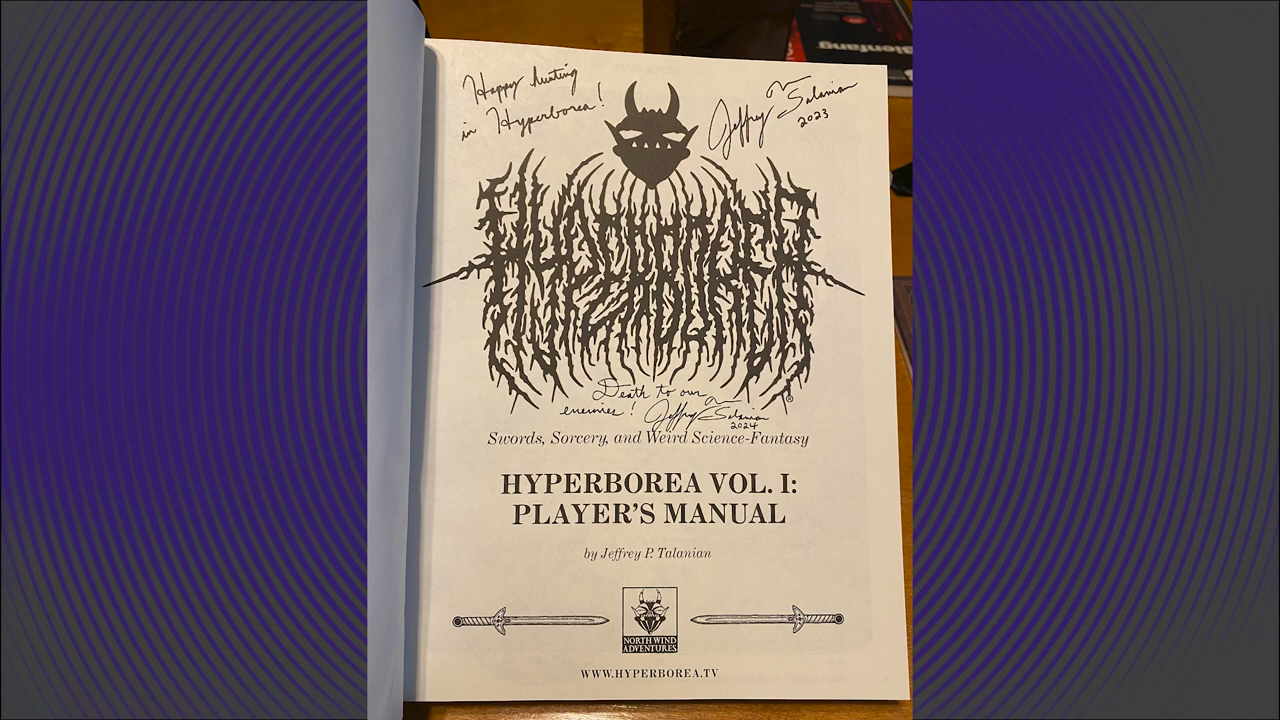 Happy hunting
in Hyperborea!
Jeffrey P. Talanian
2023
HYPERBOREA
®
Death to our
enemies! Jeffrey P. Talanian
2024
Swords, Sorcery, and Weird Science-Fantasy
HYPERBOREA VOL. I:
PLAYER'S MANUAL
by Jeffrey P. Talanian
NORTH WIND
ADVENTURES
WWW.HYPERBOREA.TV